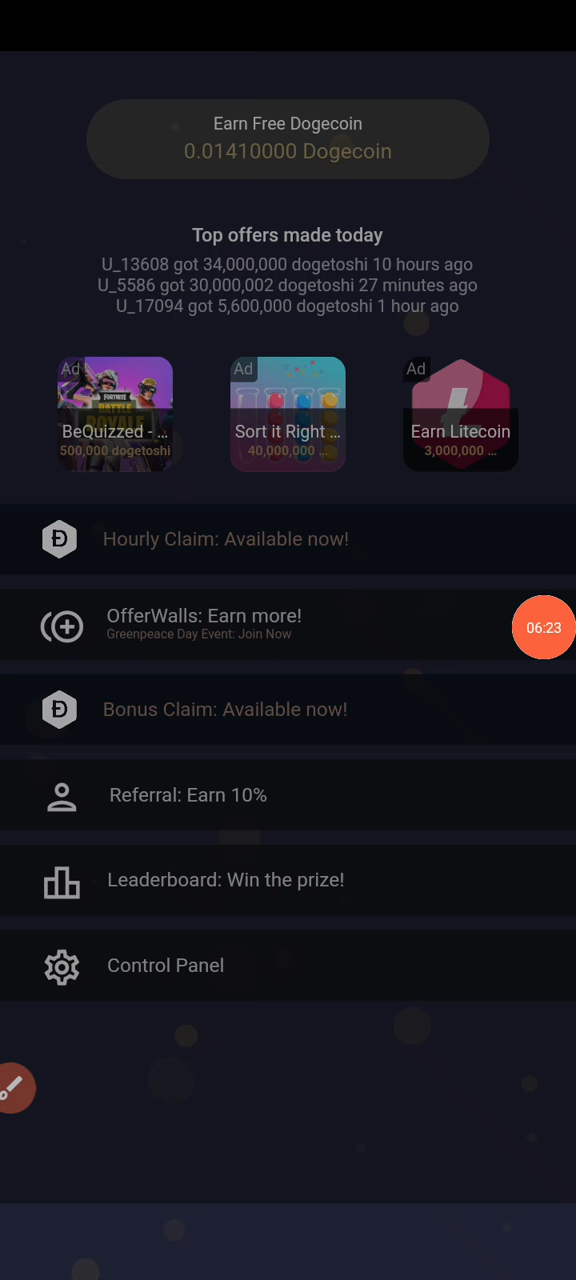 Earn Free Dogecoin
0.01410000 Dogecoin
Top offers made today
U_13608 got 34,000,000 dogetoshi 10 hours ago
U_5586 got 30,000,002 dogetoshi 27 minutes ago
U_17094 got 5,600,000 dogetoshi 1 hour ago
Ad
Ad
Ad
FORTNITE
BATTLE
ROYALE
BeQuizzed - ...
Sort it Right ...
Earn Litecoin
500,000 dogetoshi
40,000,000 ...
3,000,000 ...
Hourly Claim: Available now!
OfferWalls: Earn more!
Greenpeace Day Event: Join Now
06:23
Bonus Claim: Available now!
Referral: Earn 10%
Leaderboard: Win the prize!
Control Panel